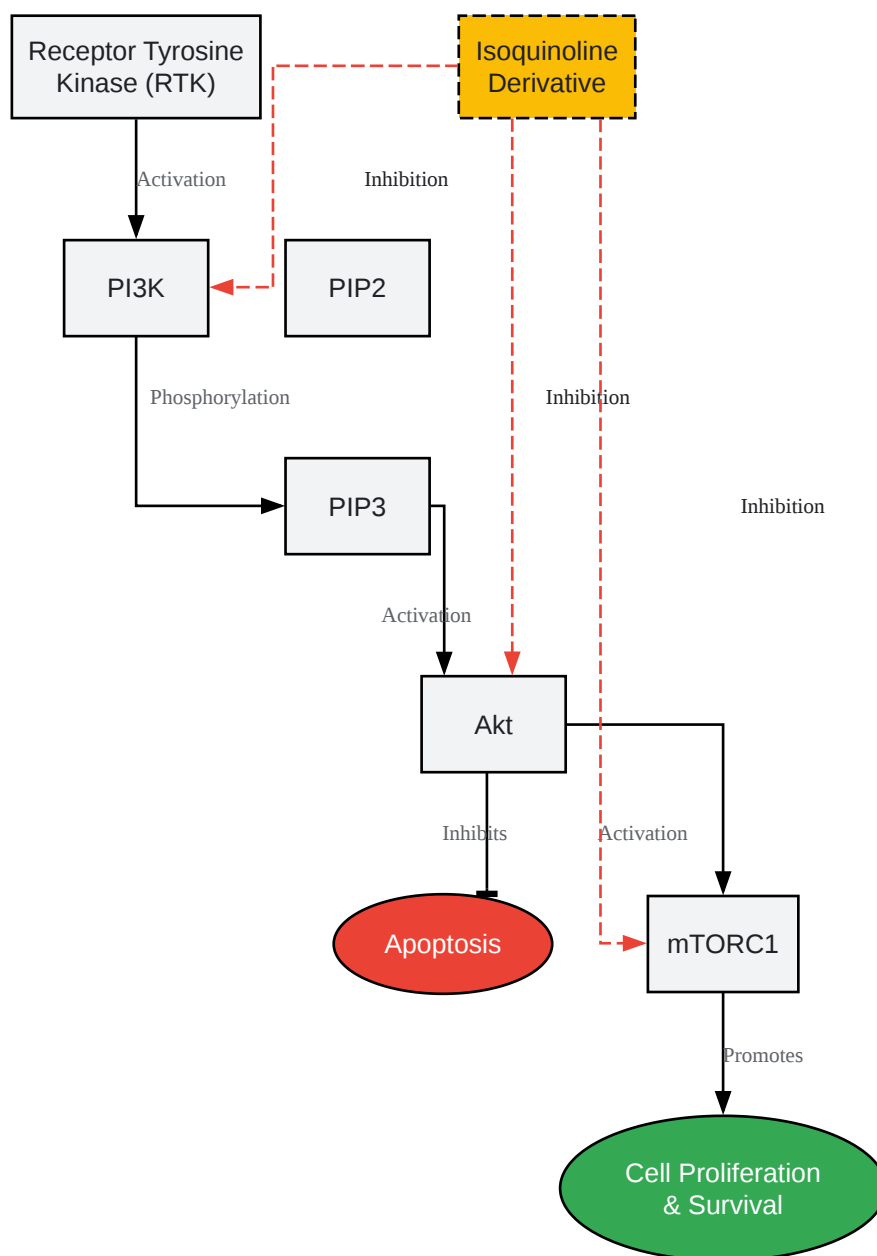 Receptor Tyrosine
Kinase (RTK)
Isoquinoline
Derivative
Activation
Inhibition
PI3K
PIP2
Phosphorylation
Inhibition
PIP3
Inhibition
Activation
Akt
Inhibits
Activation
Apoptosis
mTORC1
Promotes
Cell Proliferation
& Survival